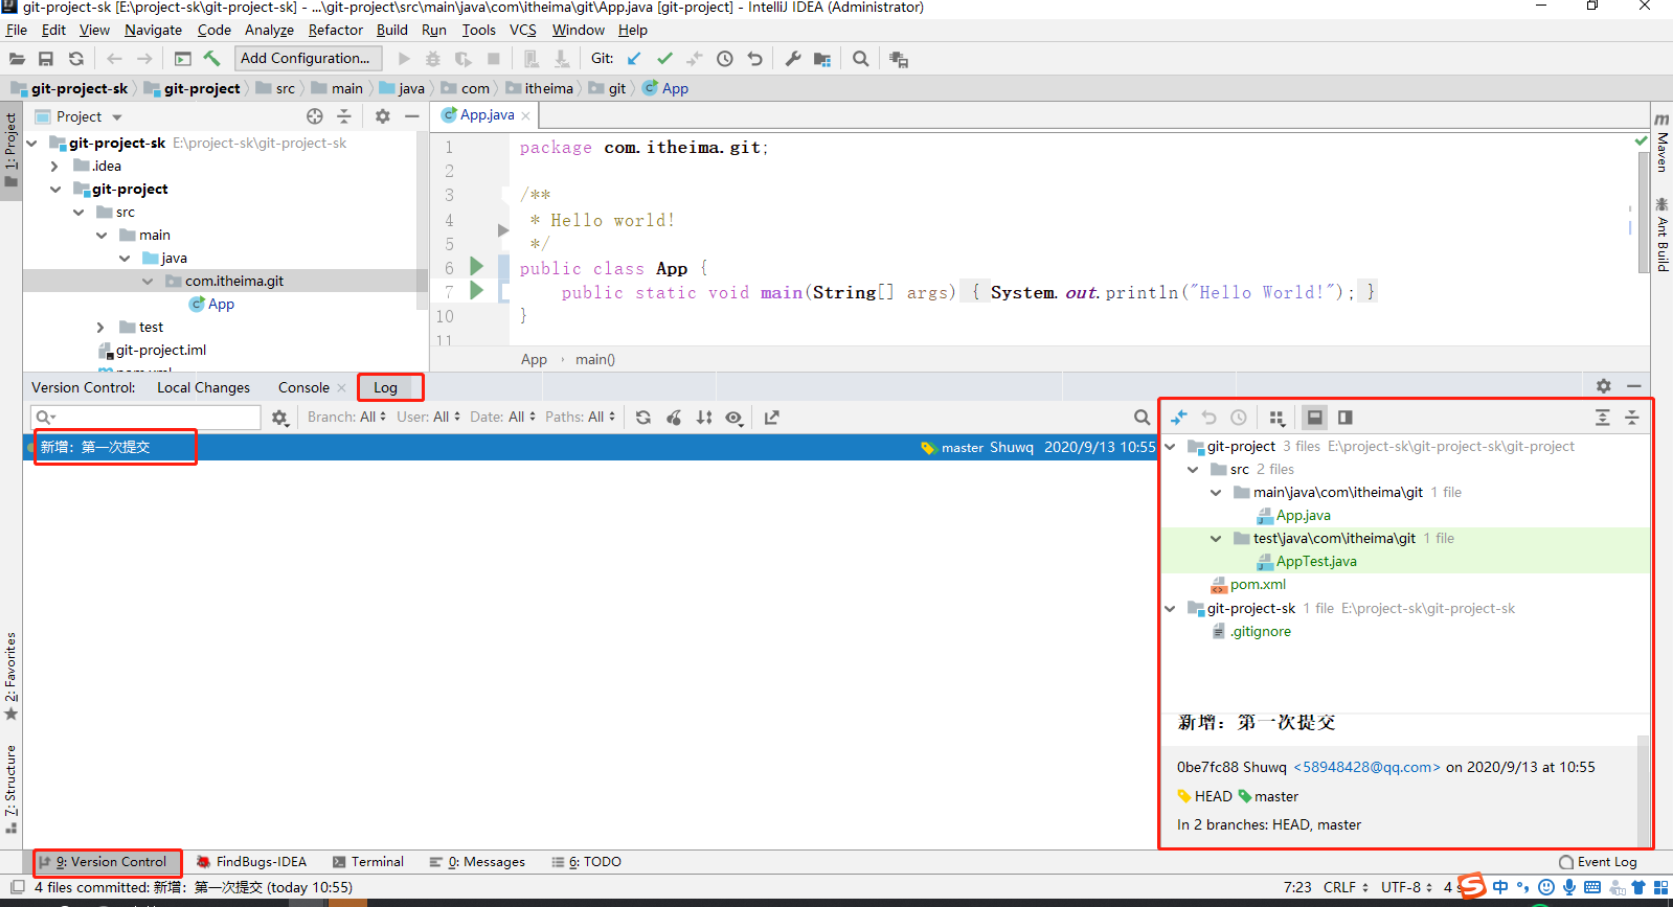 git-project-sk [E:\project-sk\git-project-sk] - ...\git-project\src\main\java\com\itheima\git\App.java [git-project] - IntelliJ IDEA (Administrator)
File Edit View Navigate Code Analyze Refactor Build Run Tools VCS Window Help
Add Configuration... Git:
git-project-sk git-project src main java com itheima git App
1: Project
Project
git-project-sk E:\project-sk\git-project-sk
.idea
git-project
src
main
java
com.itheima.git
App
test
git-project.iml
App.java
1 package com.itheima.git;
2
3 /**
4 * Hello world!
5 */
6 public class App {
7 public static void main(String[] args) { System.out.println("Hello World!"); }
10 }
11
App › main()
Maven
Ant Build
Version Control: Local Changes Console Log
Branch: All User: All Date: All Paths: All
新增：第一次提交 master Shuwq 2020/9/13 10:55
git-project 3 files E:\project-sk\git-project-sk\git-project
src 2 files
main\java\com\itheima\git 1 file
App.java
test\java\com\itheima\git 1 file
AppTest.java
pom.xml
git-project-sk 1 file E:\project-sk\git-project-sk
.gitignore
新增：第一次提交
0be7fc88 Shuwq <58948428@qq.com> on 2020/9/13 at 10:55
HEAD master
In 2 branches: HEAD, master
2: Favorites
7: Structure
9: Version Control FindBugs-IDEA Terminal 0: Messages 6: TODO Event Log
4 files committed: 新增：第一次提交 (today 10:55) 7:23 CRLF UTF-8 4 中